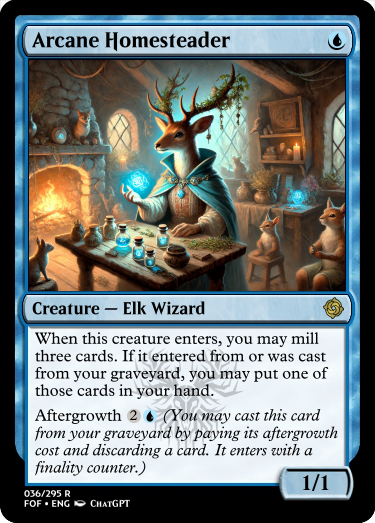 Arcane Homesteader
Creature — Elk Wizard
When this creature enters, you may mill
three cards. If it entered from or was cast
from your graveyard, you may put one of
those cards in your hand.
Aftergrowth 2 (You may cast this card
from your graveyard by paying its aftergrowth
cost and discarding a card. It enters with a
finality counter.)
1/1
036/295 R
FOF • ENG ChatGPT